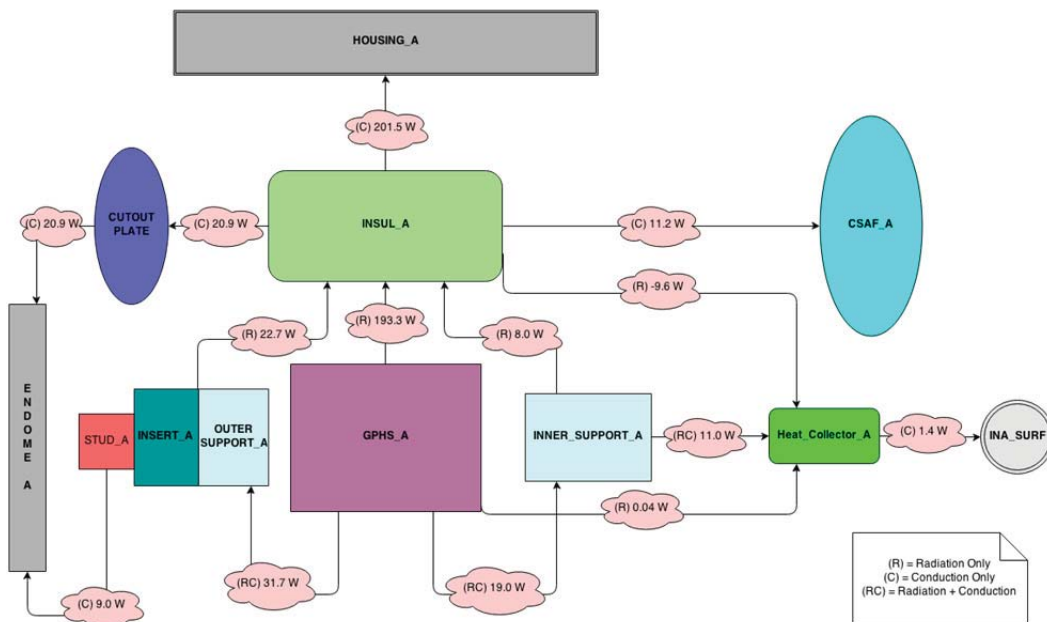 HOUSING_A
(C) 201.5 W
CUTOUT
PLATE
(C) 20.9 W
(C) 20.9 W
INSUL_A
(C) 11.2 W
CSAF_A
(R) -9.6 W
(R) 22.7 W
(R) 193.3 W
(R) 8.0 W
E
N
D
O
M
E
A
STUD_A
INSERT_A
OUTER
SUPPORT_A
GPHS_A
INNER_SUPPORT_A
(RC) 11.0 W
Heat_Collector_A
(C) 1.4 W
INA_SURF
(R) 0.04 W
(C) 9.0 W
(RC) 31.7 W
(RC) 19.0 W
(R) = Radiation Only
(C) = Conduction Only
(RC) = Radiation + Conduction